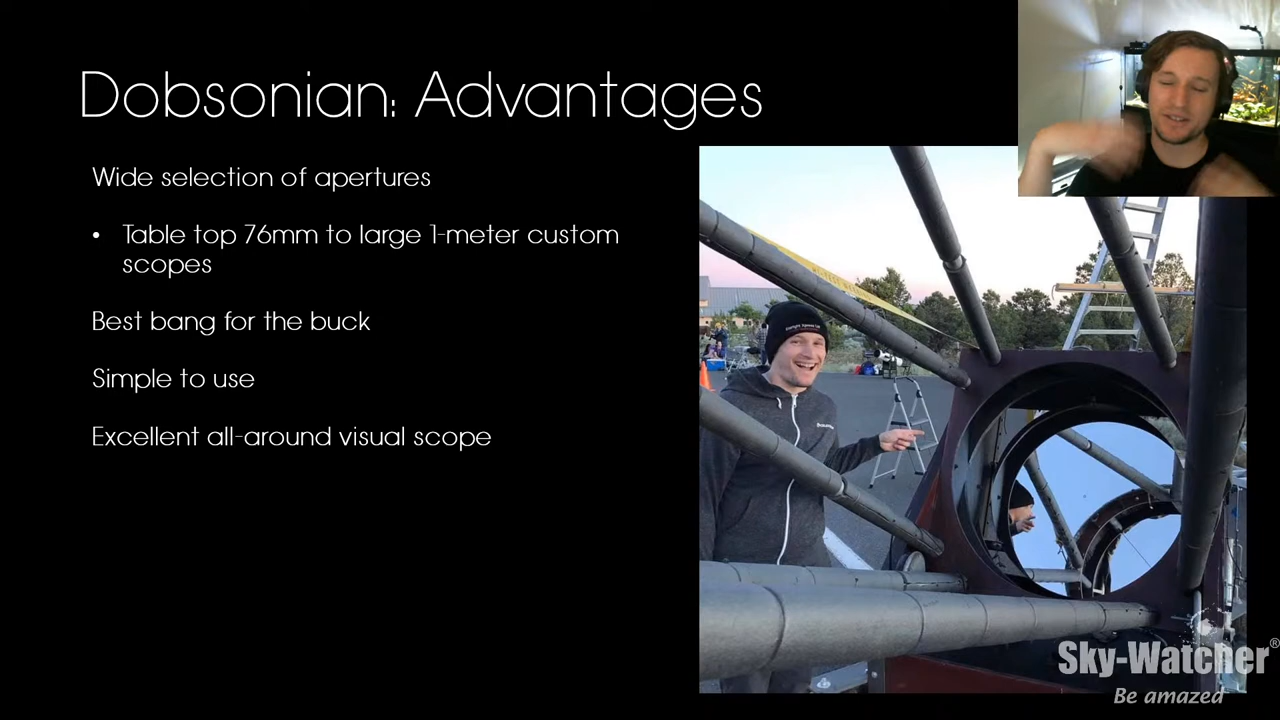 Dobsonian: Advantages
Wide selection of apertures
• Table top 76mm to large 1-meter custom
scopes
Best bang for the buck
Simple to use
Excellent all-around visual scope
Sky-Watcher®
Be amazed